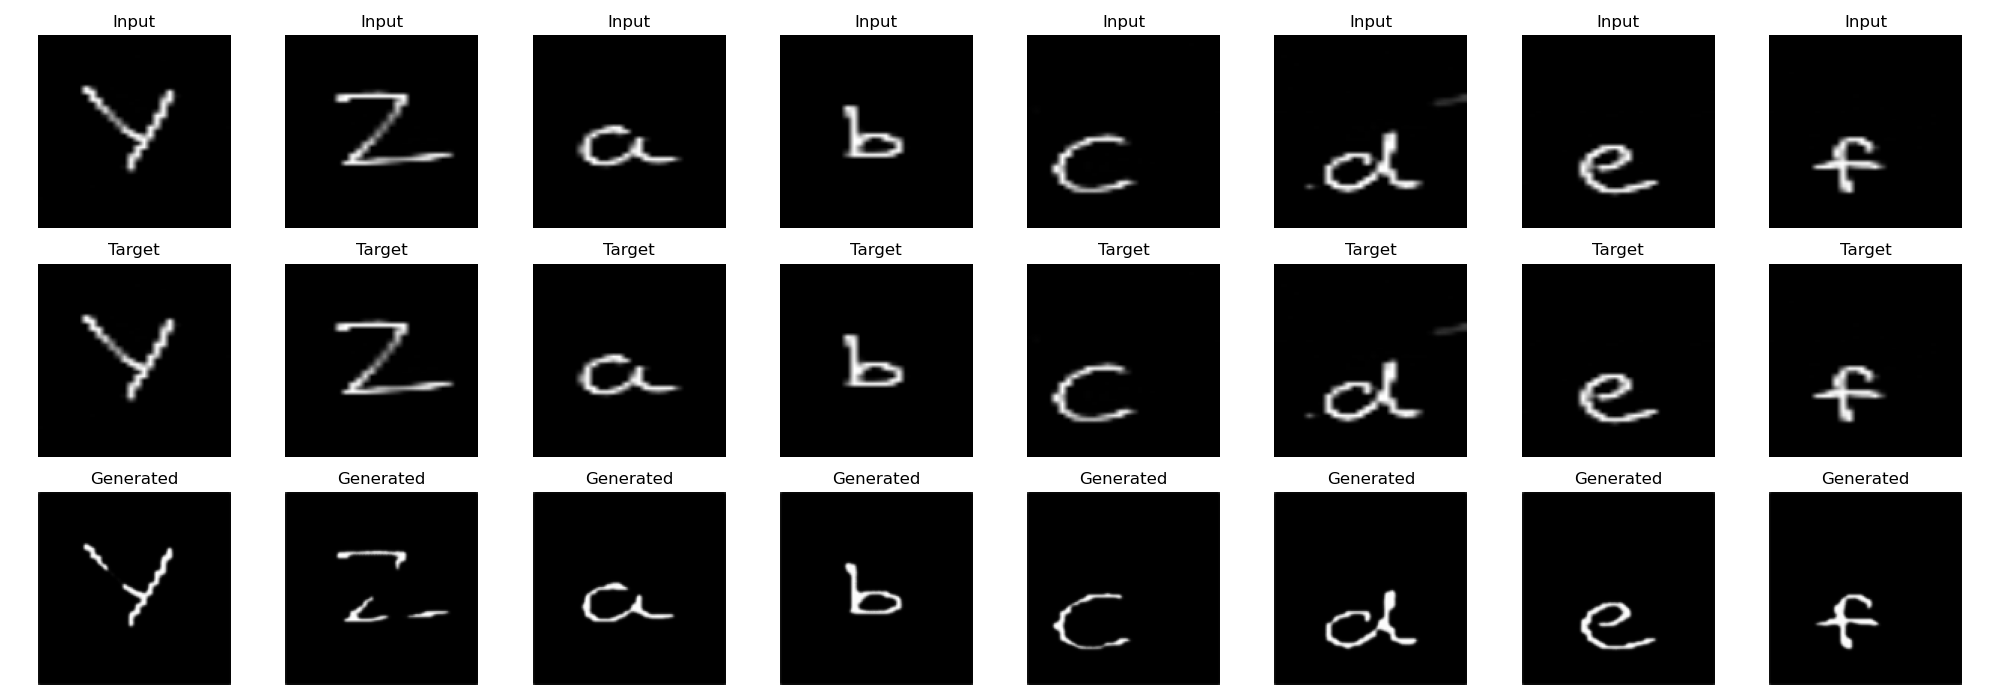 Input Input Input Input Input Input Input Input
Y Z a b c d e f
Target Target Target Target Target Target Target Target
Y Z a b c d e f
Generated Generated Generated Generated Generated Generated Generated Generated
Y Z a b c d e f